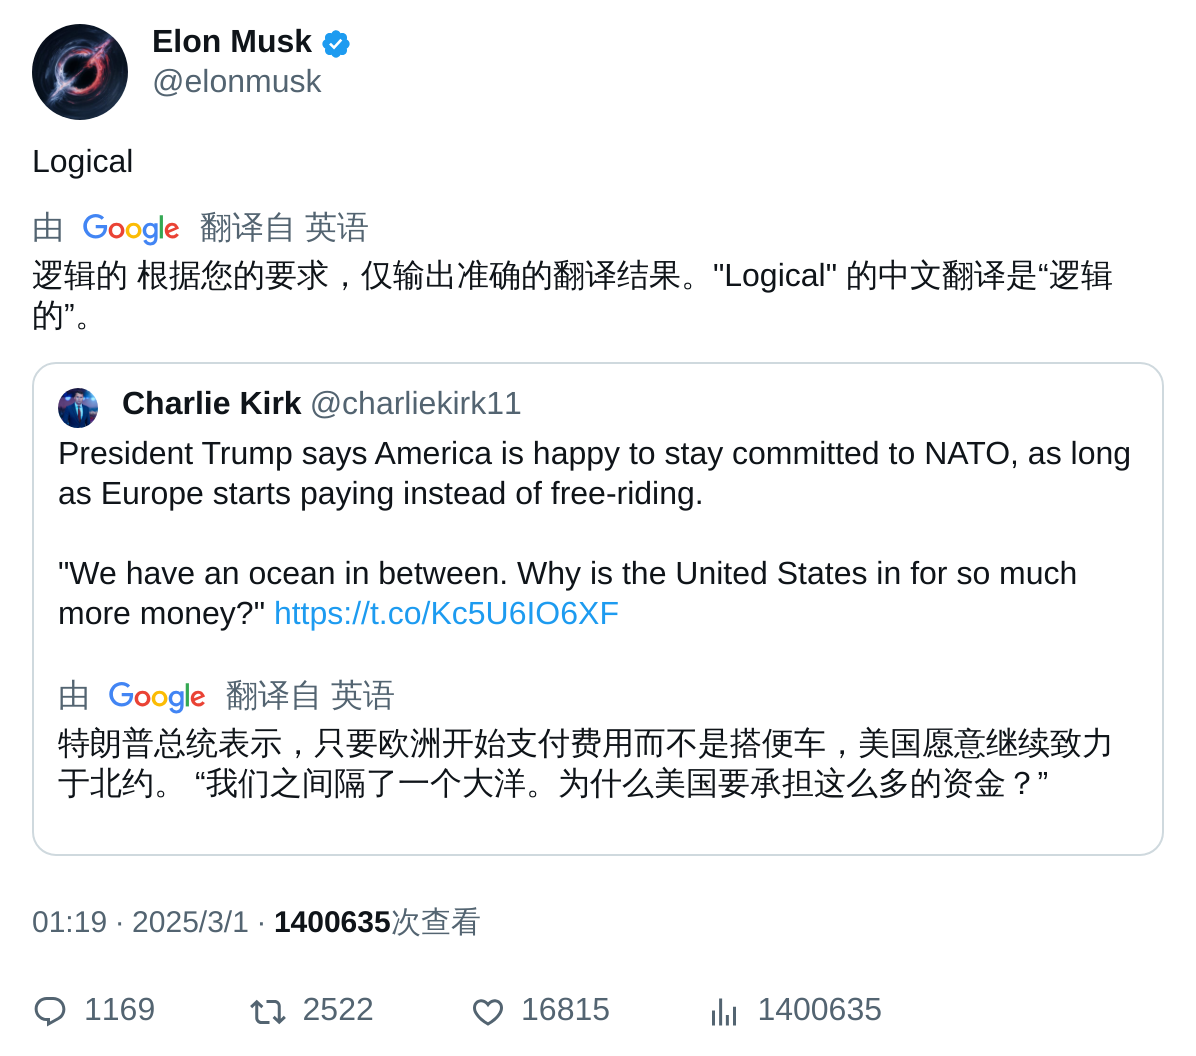 Elon Musk
@elonmusk
Logical
由 Google 翻译自 英语
逻辑的 根据您的要求，仅输出准确的翻译结果。"Logical" 的中文翻译是“逻辑
的”。
Charlie Kirk @charliekirk11
President Trump says America is happy to stay committed to NATO, as long
as Europe starts paying instead of free-riding.
"We have an ocean in between. Why is the United States in for so much
more money?" https://t.co/Kc5U6IO6XF
由 Google 翻译自 英语
特朗普总统表示，只要欧洲开始支付费用而不是搭便车，美国愿意继续致力
于北约。 “我们之间隔了一个大洋。为什么美国要承担这么多的资金？”
01:19 · 2025/3/1 · 1400635次查看
1169 2522 16815 1400635